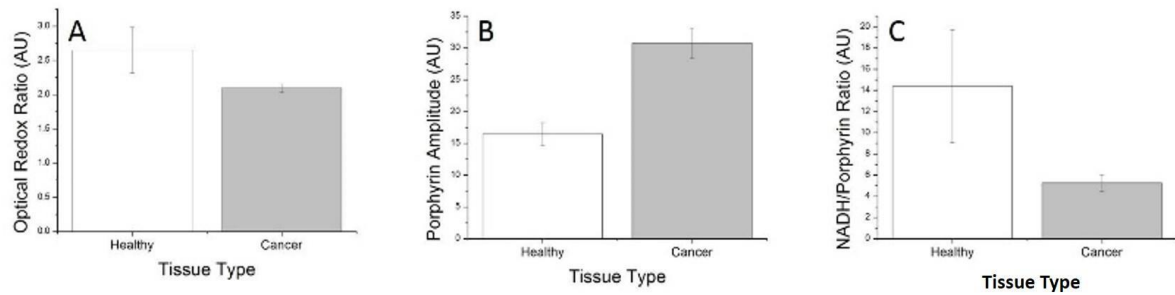 A
Optical Redox Ratio (AU)
3.0
2.5
2.0
1.5
1.0
0.5
0.0
Healthy
Cancer
Tissue Type
B
Porphyrin Amplitude (AU)
35
30
25
20
15
10
5
0
Healthy
Cancer
Tissue Type
C
NADH/Porphyrin Ratio (AU)
20
18
16
14
12
10
8
6
4
2
0
Healthy
Cancer
Tissue Type